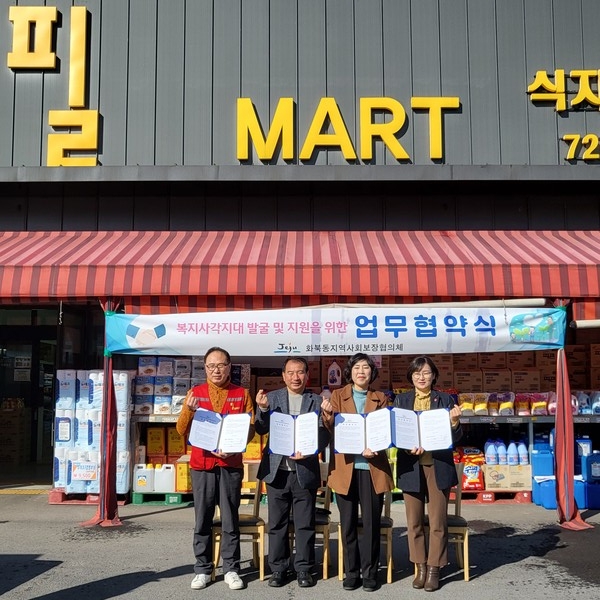 필
MART
식자
72
복지사각지대 발굴 및 지원을 위한 업무협약식
Jeju 화북동지역사회보장협의체